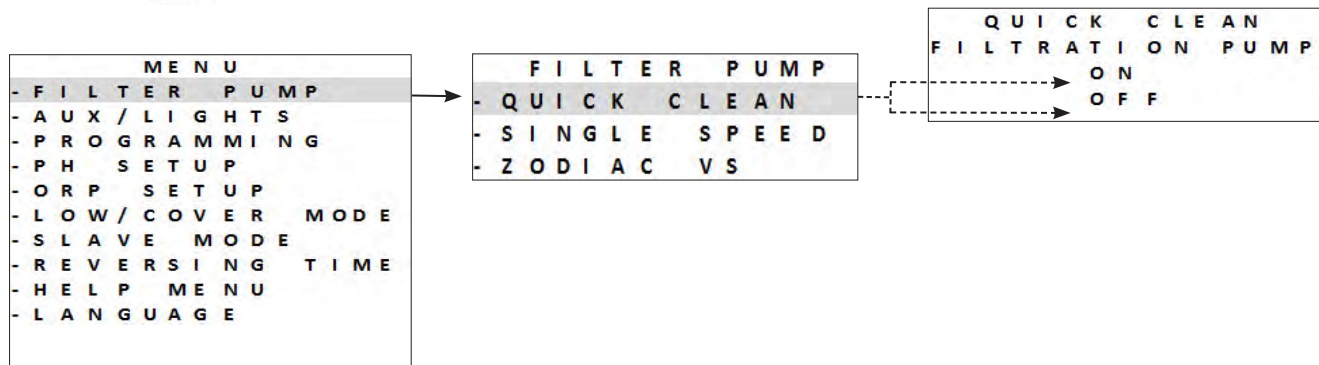 MENU
- FILTER PUMP
- AUX/LIGHTS
- PROGRAMMING
- PH SETUP
- ORP SETUP
- LOW/COVER MODE
- SLAVE MODE
- REVERSING TIME
- HELP MENU
- LANGUAGE
FILTER PUMP
- QUICK CLEAN
- SINGLE SPEED
- ZODIAC VS
QUICK CLEAN
FILTRATION PUMP
ON
OFF